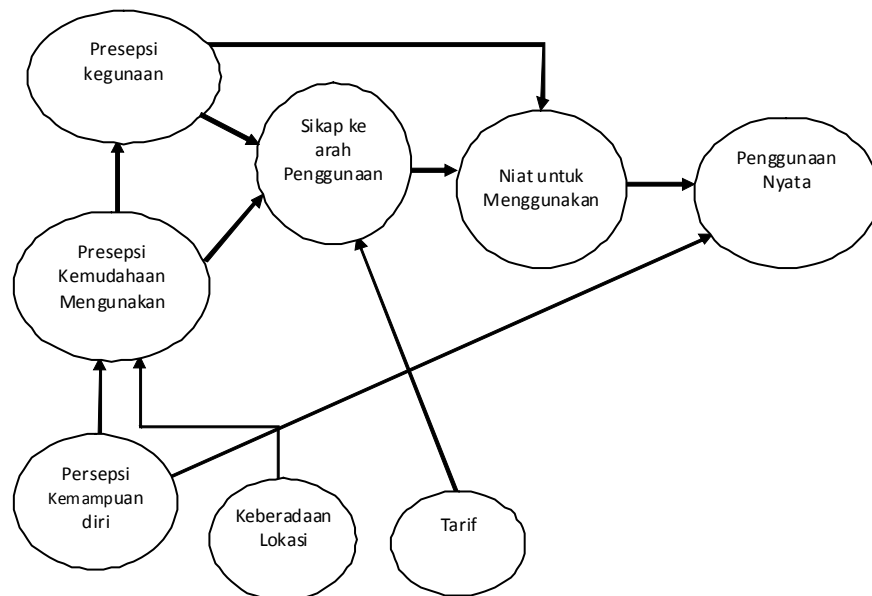 Presepsi
kegunaan
Sikap ke
arah
Penggunaan
Niat untuk
Menggunakan
Penggunaan
Nyata
Presepsi
Kemudahaan
Mengunakan
Persepsi
Kemampuan
diri
Keberadaan
Lokasi
Tarif